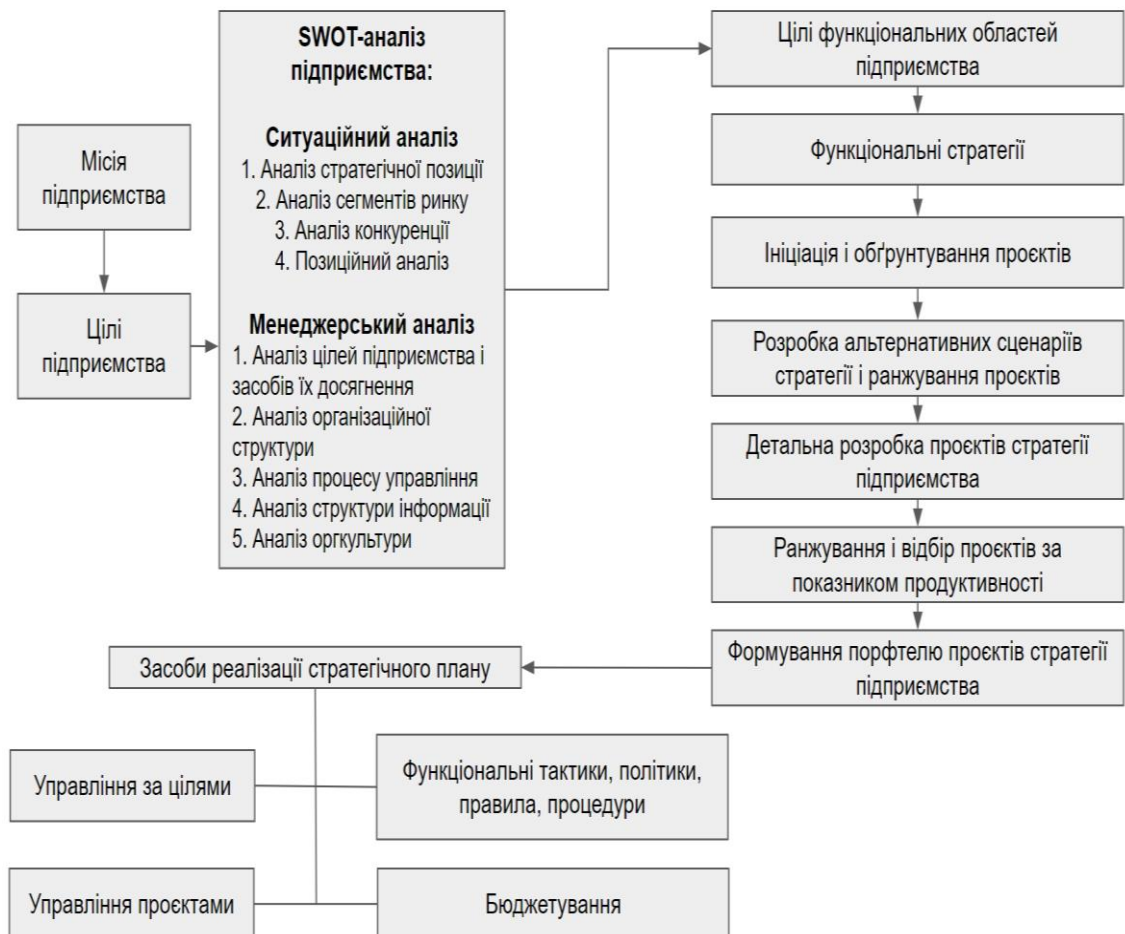 Місія
підприємства
Цілі
підприємства
SWOT-аналіз
підприємства:
Ситуаційний аналіз
1. Аналіз стратегічної позиції
2. Аналіз сегментів ринку
3. Аналіз конкуренції
4. Позиційний аналіз
Менеджерський аналіз
1. Аналіз цілей підприємства і
засобів їх досягнення
2. Аналіз організаційної
структури
3. Аналіз процесу управління
4. Аналіз структури інформації
5. Аналіз оргкультури
Цілі функціональних областей
підприємства
Функціональні стратегії
Ініціація і обґрунтування проєктів
Розробка альтернативних сценаріїв
стратегії і ранжування проєктів
Детальна розробка проєктів стратегії
підприємства
Ранжування і відбір проєктів за
показником продуктивності
Формування порфтелю проєктів стратегії
підприємства
Засоби реалізації стратегічного плану
Управління за цілями
Функціональні тактики, політики,
правила, процедури
Управління проєктами
Бюджетування